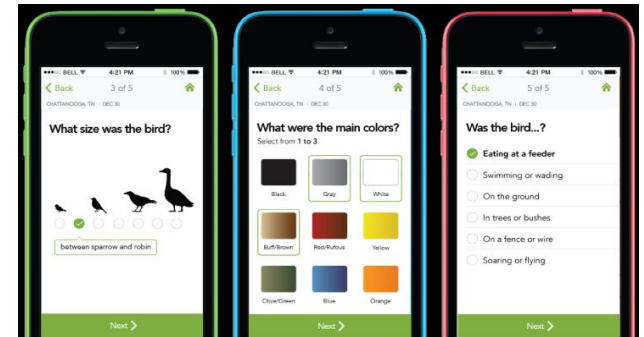 ●●●○○ BELL 4:21 PM 100%
Back 3 of 5
CHATTANOOGA, TN | DEC 30
What size was the bird?
between sparrow and robin
Next
●●●○○ BELL 4:21 PM 100%
Back 4 of 5
CHATTANOOGA, TN | DEC 30
What were the main colors?
Select from 1 to 3
Black Gray White
Buff/Brown Red/Rufous Yellow
Olive/Green Blue Orange
Next
●●●○○ BELL 4:21 PM 100%
Back 5 of 5
CHATTANOOGA, TN | DEC 30
Was the bird...?
Eating at a feeder
Swimming or wading
On the ground
In trees or bushes
On a fence or wire
Soaring or flying
Next